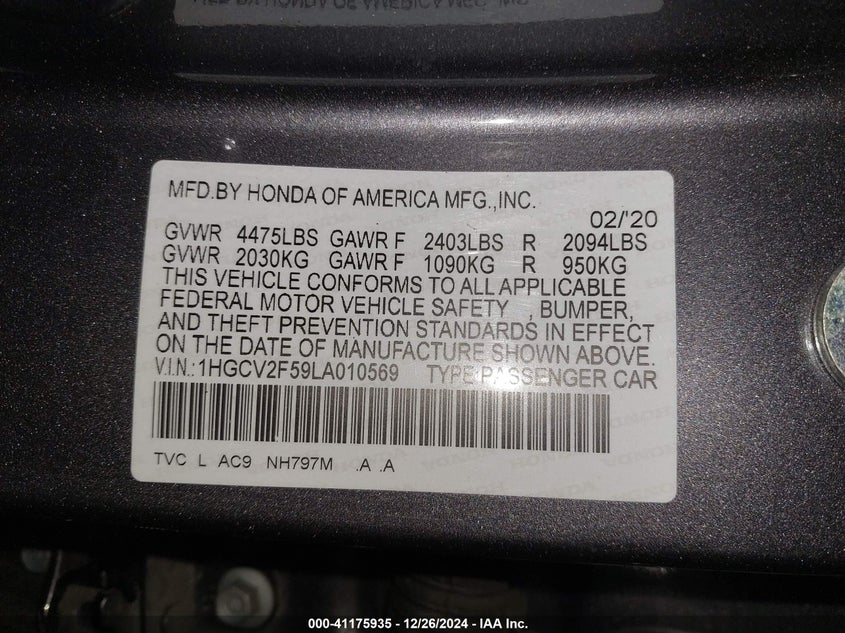 MFD.BY HONDA OF AMERICA MFG.,INC.
02/'20
GVWR 4475LBS GAWR F 2403LBS R 2094LBS
GVWR 2030KG GAWR F 1090KG R 950KG
THIS VEHICLE CONFORMS TO ALL APPLICABLE
FEDERAL MOTOR VEHICLE SAFETY , BUMPER,
AND THEFT PREVENTION STANDARDS IN EFFECT
ON THE DATE OF MANUFACTURE SHOWN ABOVE.
V.I.N.:1HGCV2F59LA010569 TYPE PASSENGER CAR
TVC L AC9 NH797M .A .A
000-41175935 - 12/26/2024 - IAA Inc.